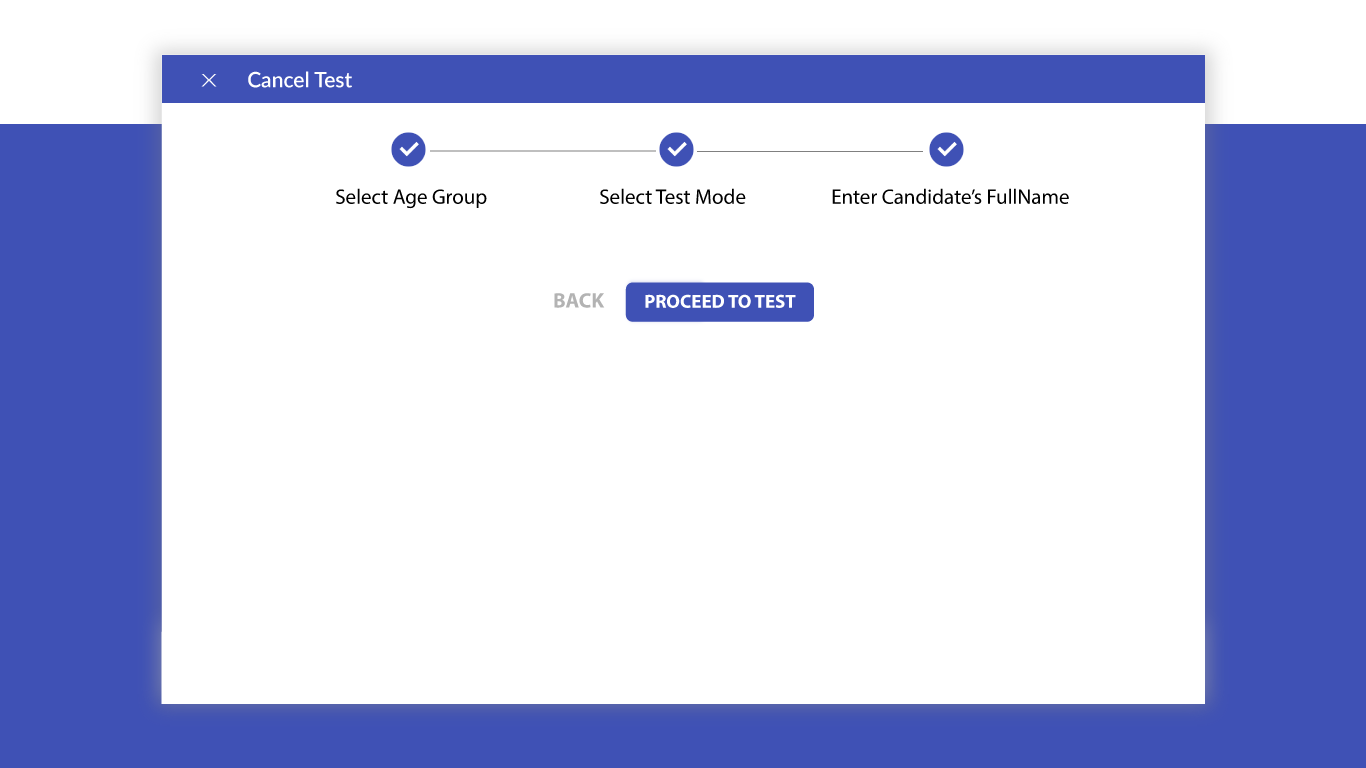 Cancel Test
Select Age Group
Select Test Mode
Enter Candidate's FullName
BACK
PROCEED TO TEST